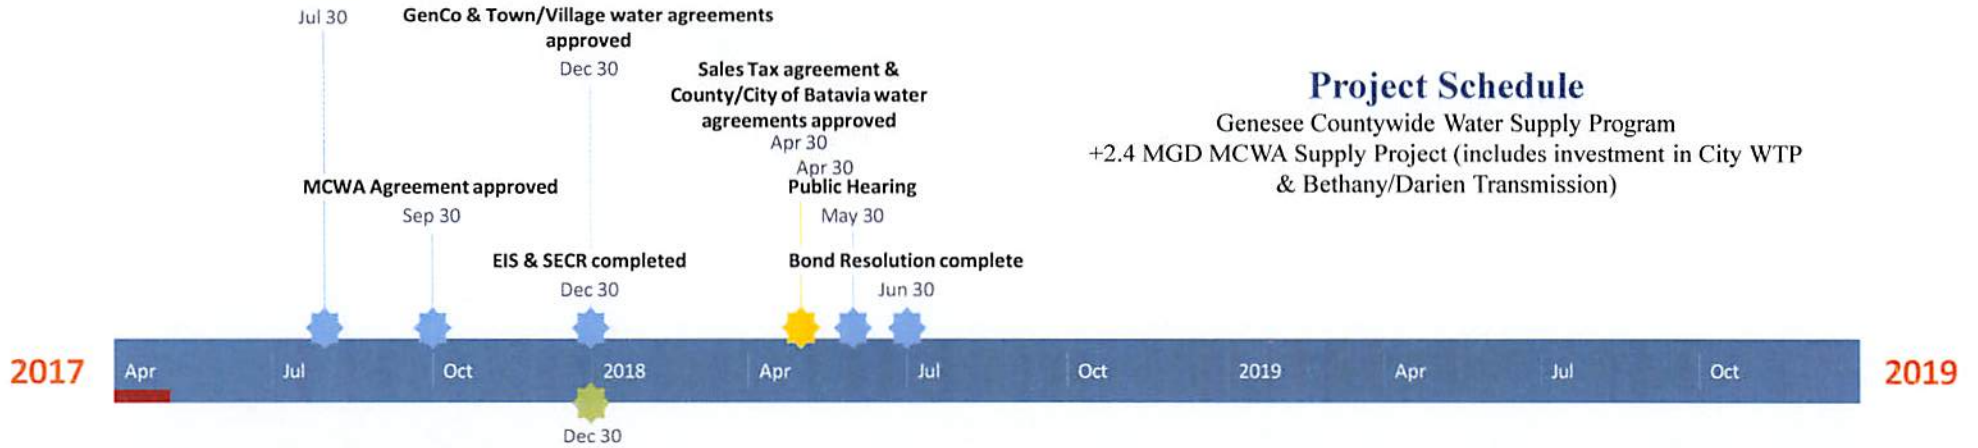 Jul 30
GenCo & Town/Village water agreements
approved
Dec 30
Sales Tax agreement &
County/City of Batavia water
agreements approved
Apr 30
Apr 30
Public Hearing
May 30
MCWA Agreement approved
Sep 30
EIS & SECR completed
Dec 30
Bond Resolution complete
Jun 30
Project Schedule
Genesee Countywide Water Supply Program
+2.4 MGD MCWA Supply Project (includes investment in City WTP
& Bethany/Darien Transmission)
2017
Apr
Jul
Oct
2018
Apr
Jul
Oct
2019
Apr
Jul
Oct
2019
Dec 30